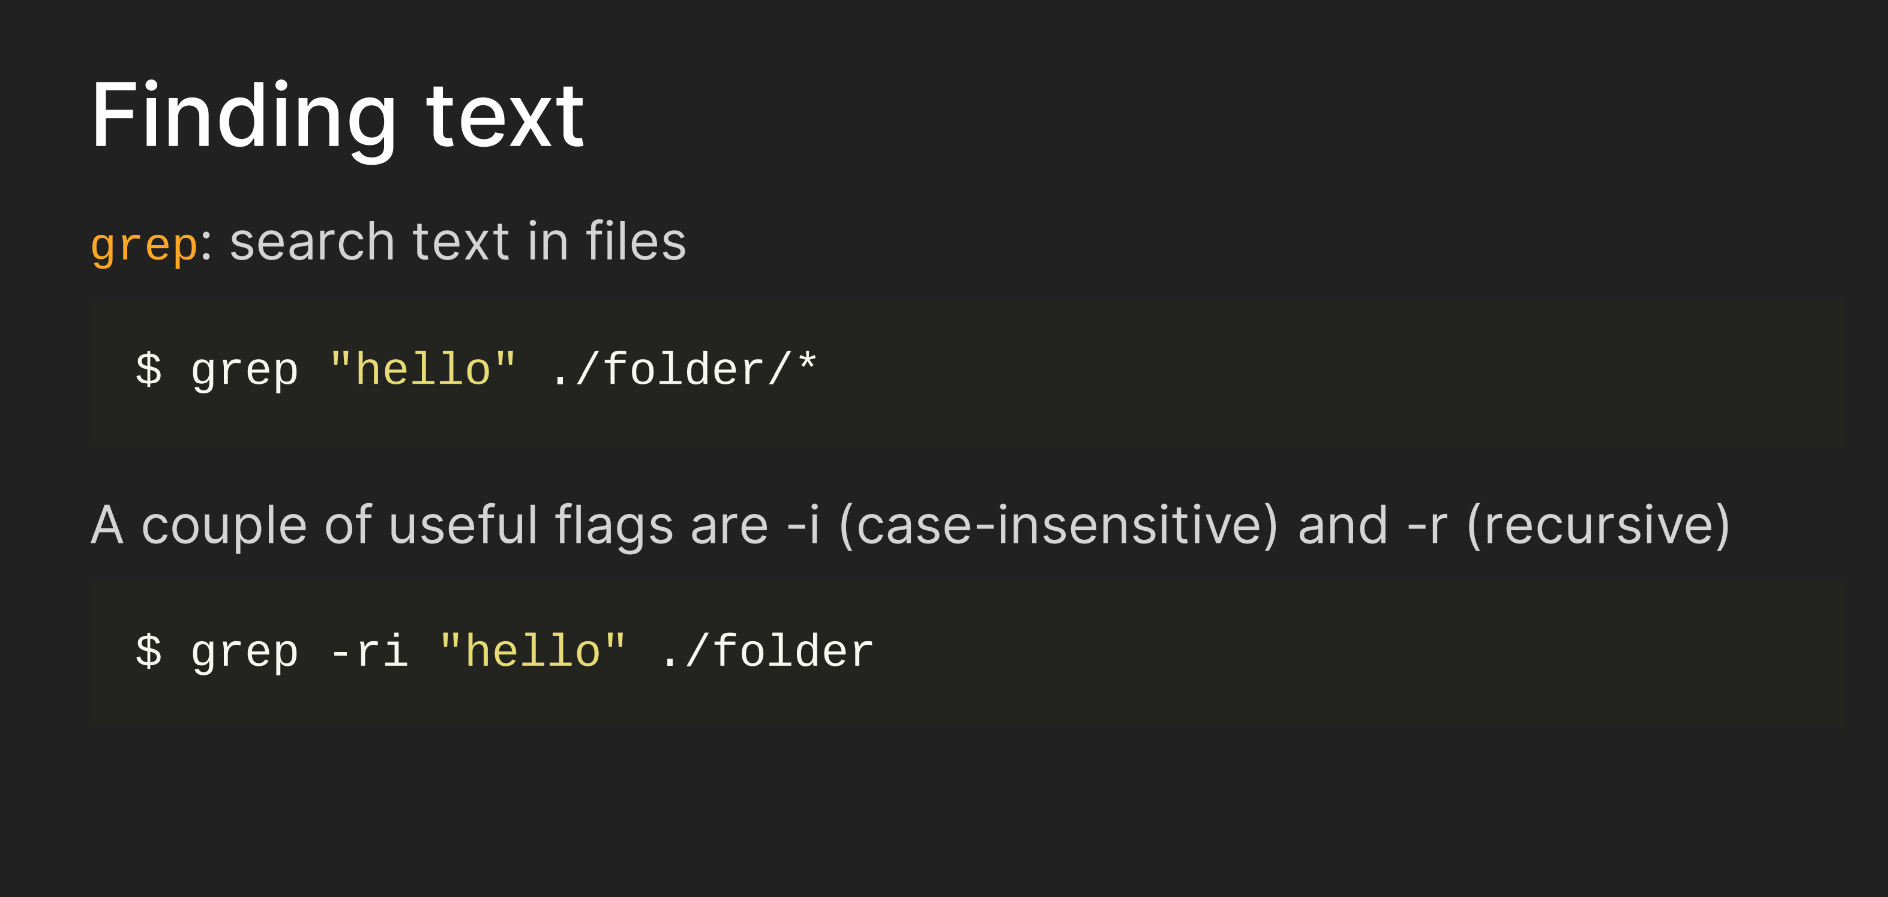 Finding text
grep: search text in files
$ grep "hello" ./folder/*
A couple of useful flags are -i (case-insensitive) and -r (recursive)
$ grep -ri "hello" ./folder